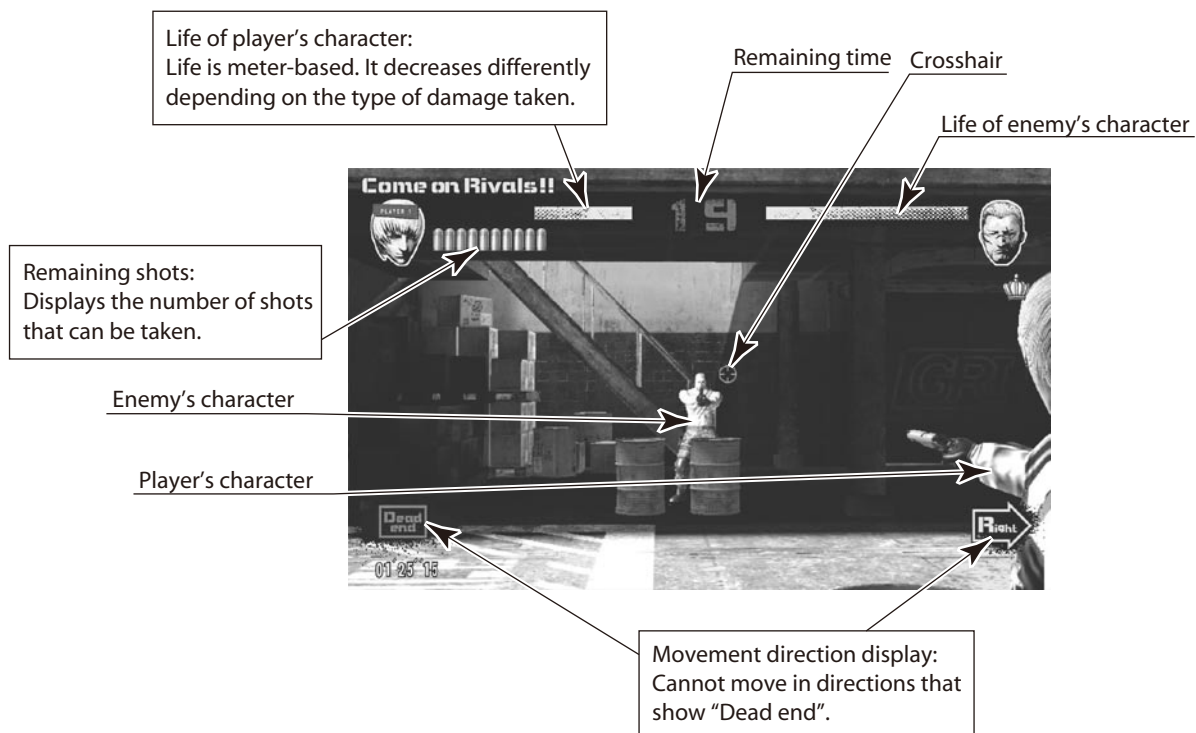 Life of player's character:
Life is meter-based. It decreases differently
depending on the type of damage taken.
Remaining time
Crosshair
Life of enemy's character
Come on Rivals!!
PLAYER 1
19
Remaining shots:
Displays the number of shots
that can be taken.
Enemy's character
Player's character
Dead
end
Right
01'25"15
Movement direction display:
Cannot move in directions that
show “Dead end”.